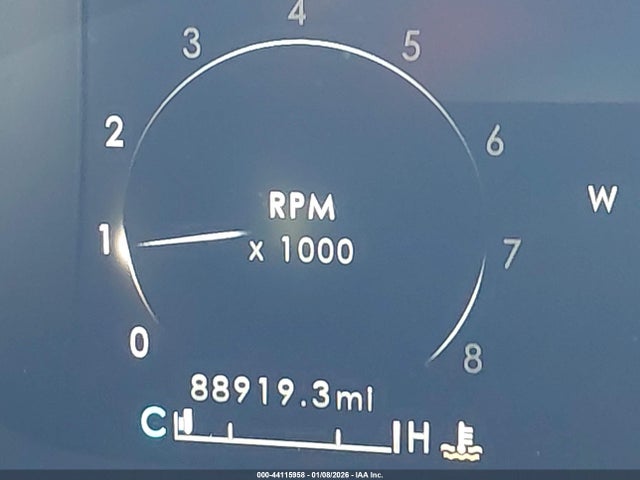 4
3 5
2 6
RPM
W
1 x 1000 7
0 8
88919.3mi
C H
000-44115958 - 01/08/2026 - IAA Inc.